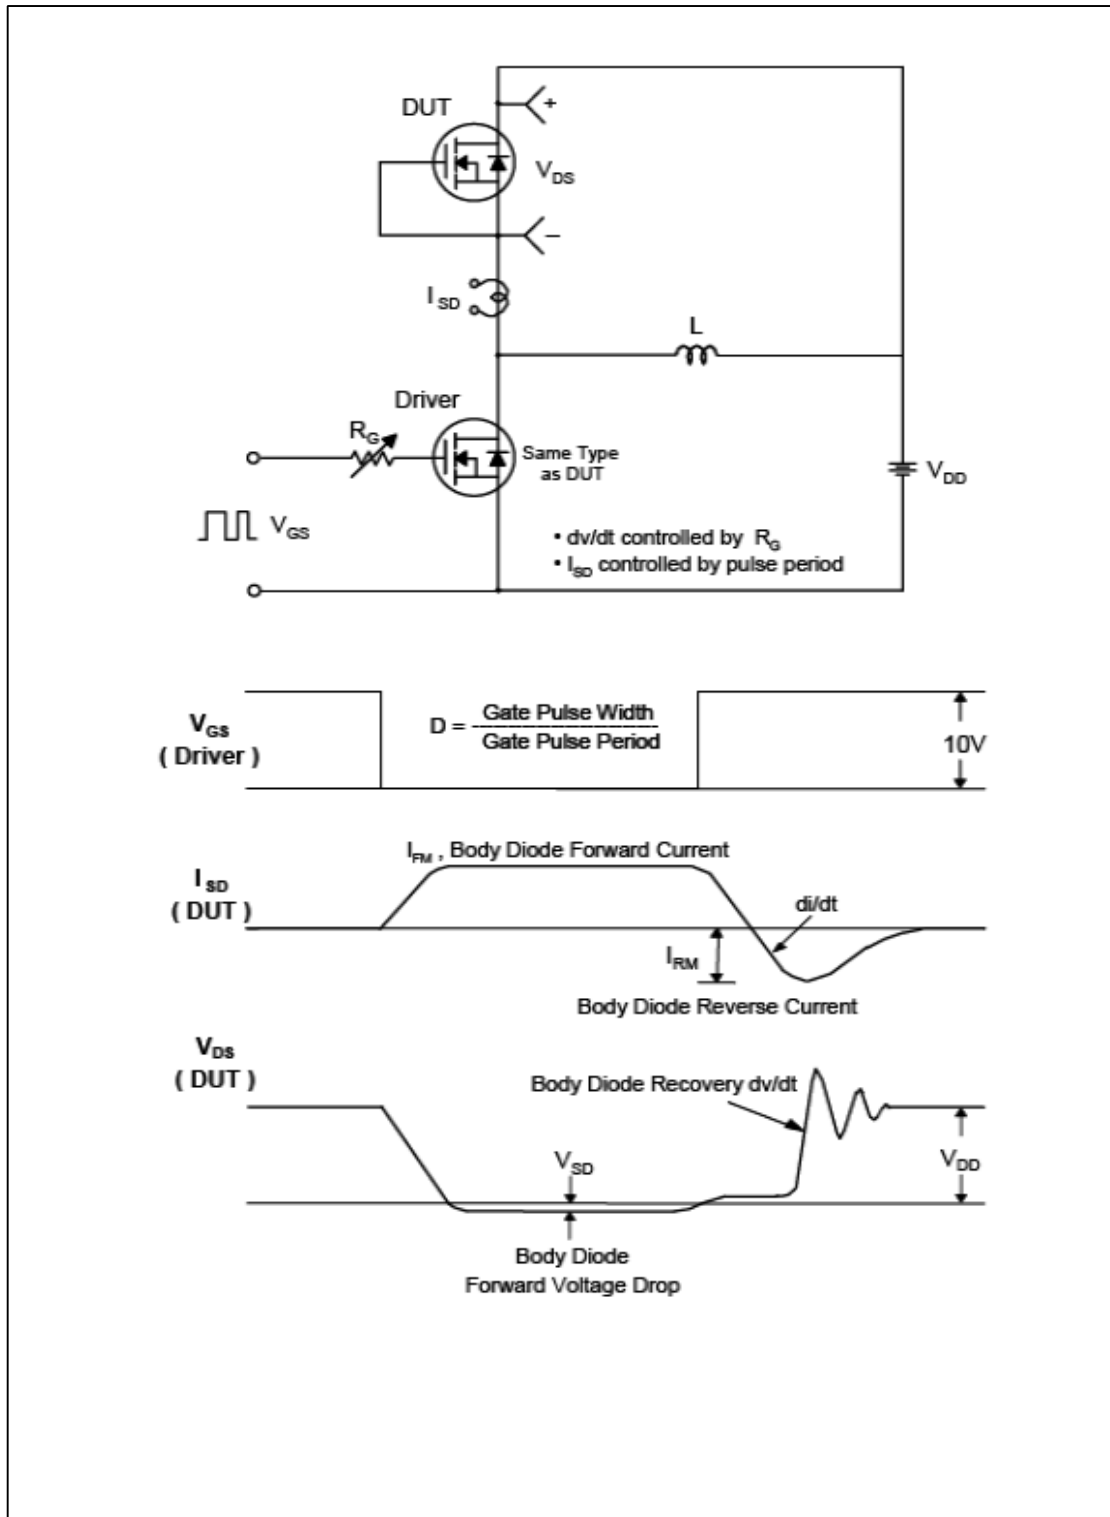 DUT
+
V_DS
–
I_SD
L
Driver
R_G
Same Type
as DUT
V_DD
V_GS
• dv/dt controlled by R_G
• I_SD controlled by pulse period
V_GS
( Driver )
D = Gate Pulse Width
Gate Pulse Period
10V
I_FM , Body Diode Forward Current
I_SD
( DUT )
di/dt
I_RM
Body Diode Reverse Current
V_DS
( DUT )
Body Diode Recovery dv/dt
V_SD
V_DD
Body Diode
Forward Voltage Drop